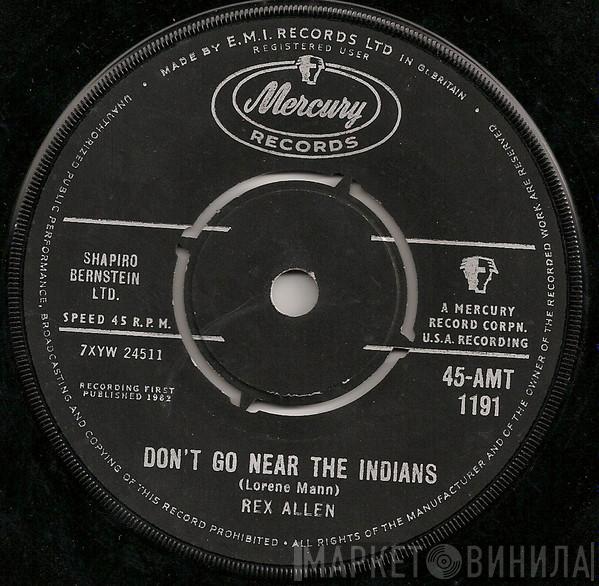 MADE BY E.M.I. RECORDS LTD IN Gt. BRITAIN •
REGISTERED USER
Mercury
RECORDS
SHAPIRO
BERNSTEIN
LTD.
SPEED 45 R.P.M.
7XYW 24511
RECORDING FIRST
PUBLISHED 1962
A MERCURY
RECORD CORPN.
U.S.A. RECORDING
45-AMT
1191
DON'T GO NEAR THE INDIANS
(Lorene Mann)
REX ALLEN
UNAUTHORIZED PUBLIC PERFORMANCE, BROADCASTING AND COPYING OF THIS RECORD PROHIBITED • ALL RIGHTS OF THE MANUFACTURER AND OF THE OWNER OF THE RECORDED WORK ARE RESERVED
МАРКЕТ ВИНИЛА